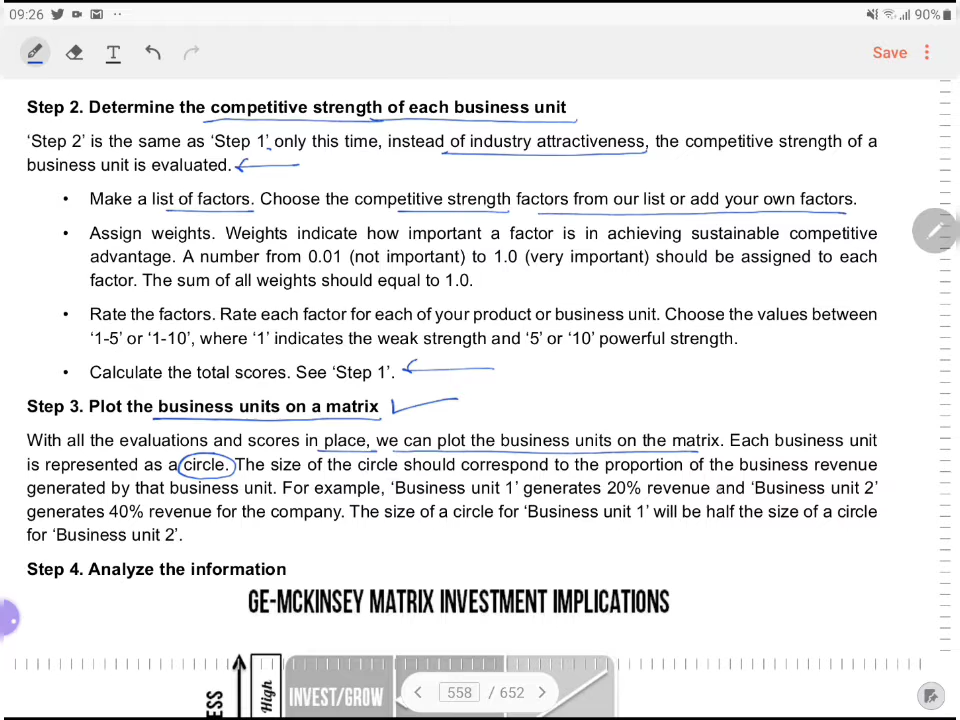 09:26
90%
T
Save
Step 2. Determine the competitive strength of each business unit
‘Step 2’ is the same as ‘Step 1’ only this time, instead of industry attractiveness, the competitive strength of a
business unit is evaluated.
• Make a list of factors. Choose the competitive strength factors from our list or add your own factors.
• Assign weights. Weights indicate how important a factor is in achieving sustainable competitive
advantage. A number from 0.01 (not important) to 1.0 (very important) should be assigned to each
factor. The sum of all weights should equal to 1.0.
• Rate the factors. Rate each factor for each of your product or business unit. Choose the values between
‘1-5’ or ‘1-10’, where ‘1’ indicates the weak strength and ‘5’ or ‘10’ powerful strength.
• Calculate the total scores. See ‘Step 1’.
Step 3. Plot the business units on a matrix
With all the evaluations and scores in place, we can plot the business units on the matrix. Each business unit
is represented as a circle. The size of the circle should correspond to the proportion of the business revenue
generated by that business unit. For example, ‘Business unit 1’ generates 20% revenue and ‘Business unit 2’
generates 40% revenue for the company. The size of a circle for ‘Business unit 1’ will be half the size of a circle
for ‘Business unit 2’.
Step 4. Analyze the information
GE-MCKINSEY MATRIX INVESTMENT IMPLICATIONS
ESS
High
INVEST/GROW
558 / 652